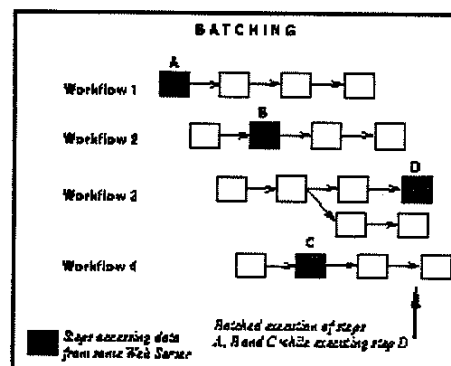 BATCHING
A
Workflow 1
B
Workflow 2
D
Workflow 3
C
Workflow 4
Steps accessing data
from same Web Server
Batched execution of steps
A, B and C while executing step D